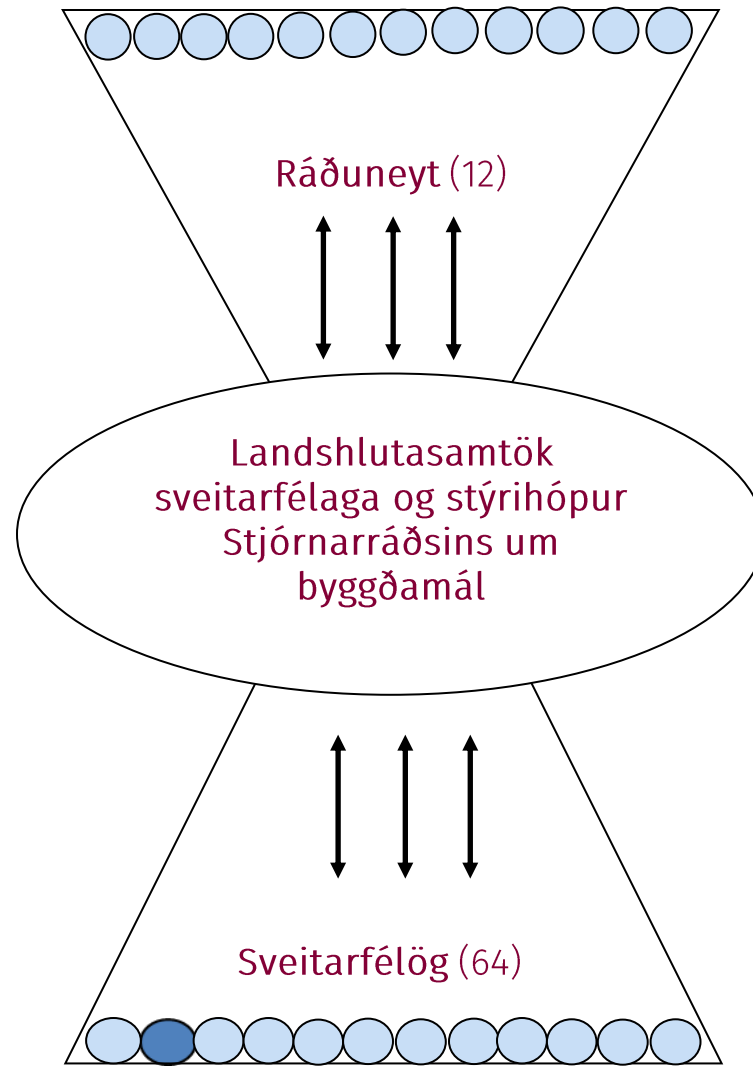 Ráðuneyt (12)
Landshlutasamtök
sveitarfélaga og stýrihópur
Stjórnarráðsins um
byggðamál
Sveitarfélög (64)